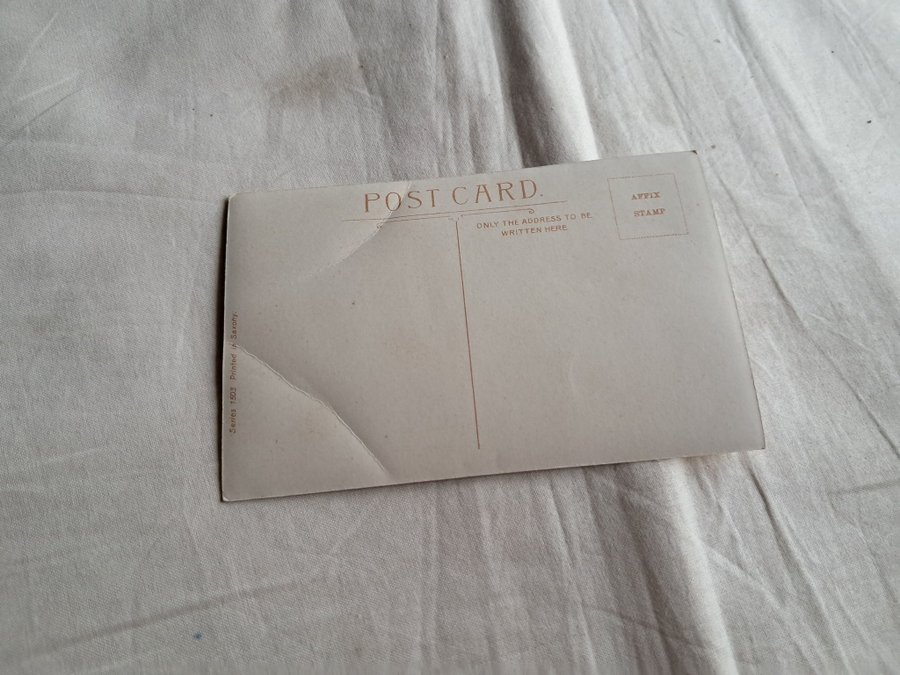 POST CARD.
ONLY THE ADDRESS TO BE
WRITTEN HERE.
AFFIX
STAMP
Series 1503 Printed in Saxony.